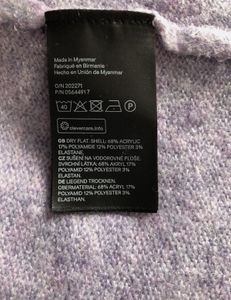 Made in Myanmar
Fabriqué en Birmanie
Hecho en Unión de Myanmar
O/N 202271
P/N 05644917
40
clevercare.info
GB DRY FLAT. SHELL: 68% ACRYLIC
17% POLYAMIDE 12% POLYESTER 3%
ELASTANE,
CZ SUŠENÍ NA VODOROVNÉ PLOŠE.
SVRCHNÍ LÁTKA: 68% AKRYL 17%
POLYAMID 12% POLYESTER 3%
ELASTAN
DE LIEGEND TROCKNEN.
OBERMATERIAL: 68% ACRYL 17%
POLYAMID 12% POLYESTER 3%
ELASTAN